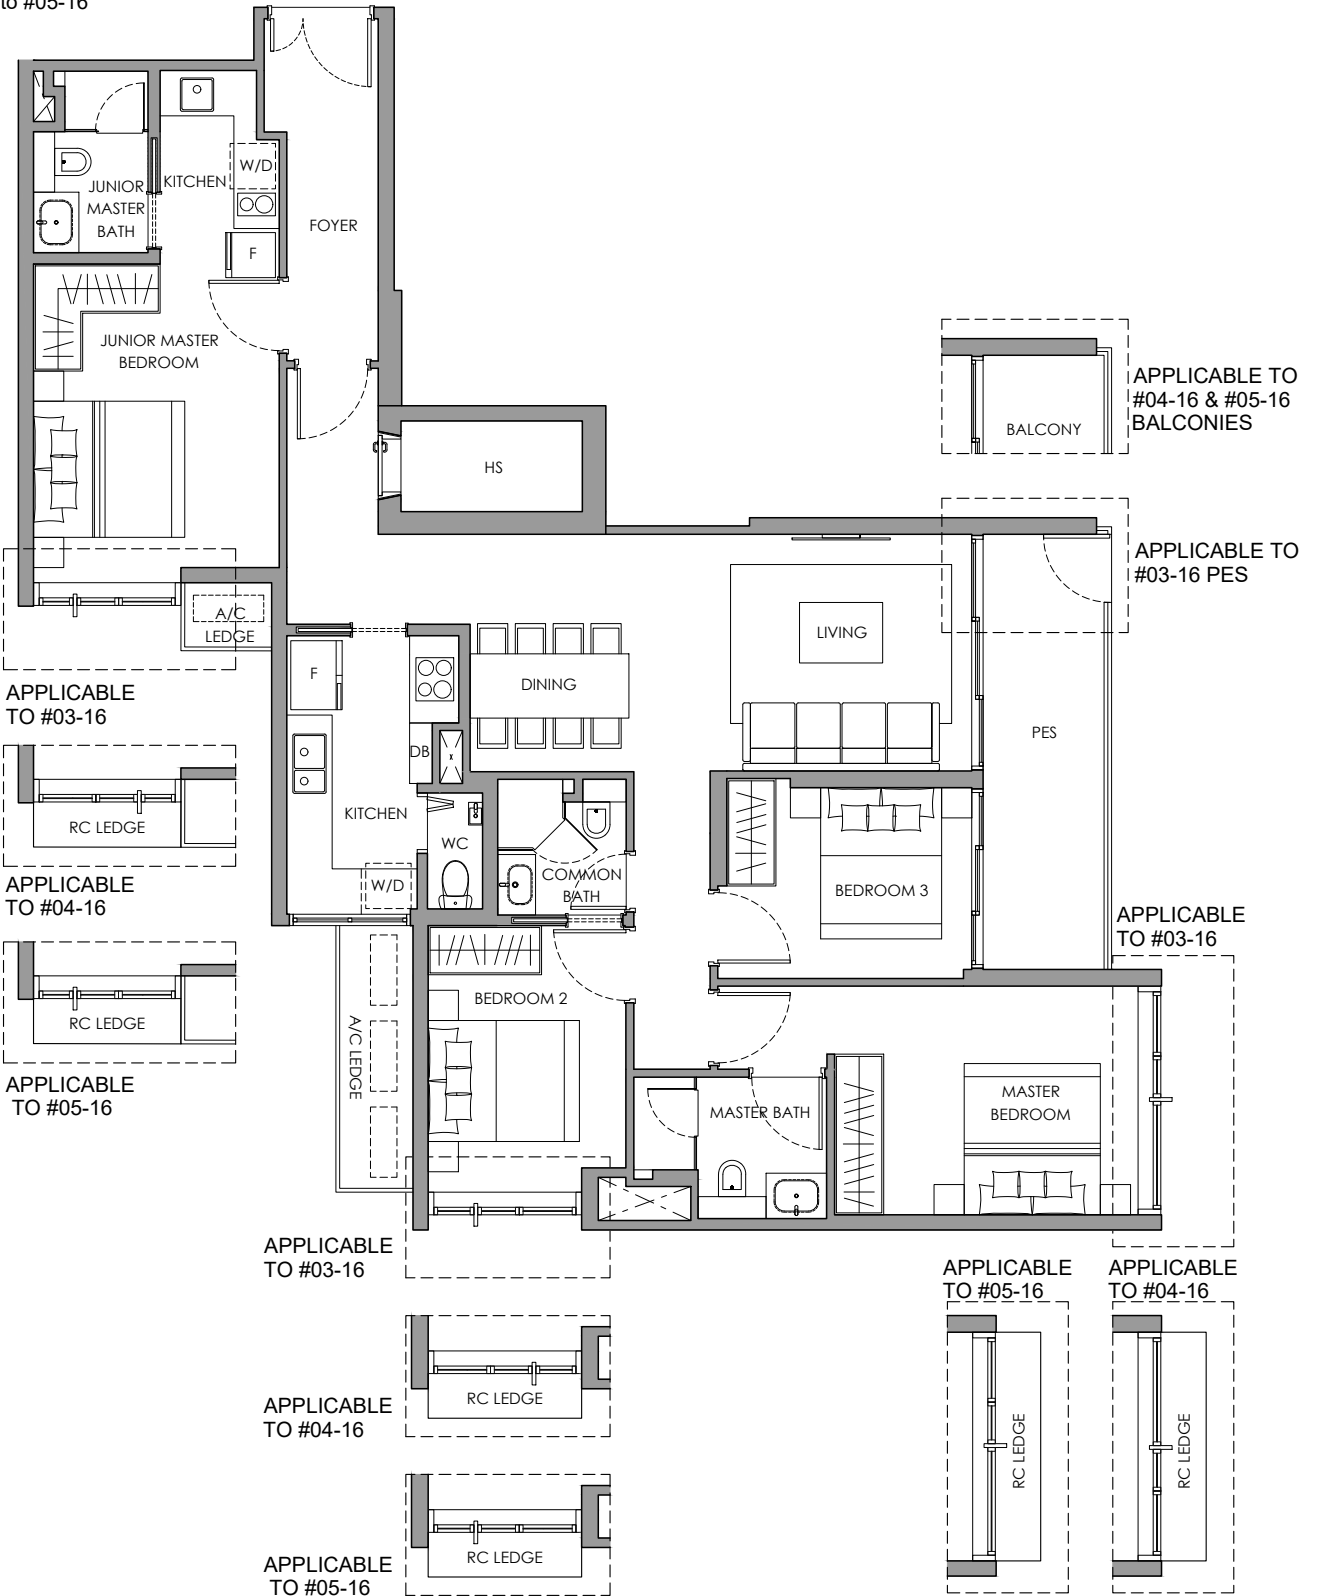 to #05-16
W/D
KITCHEN
JUNIOR
MASTER
BATH
FOYER
F
JUNIOR MASTER
BEDROOM
APPLICABLE TO
#04-16 & #05-16
BALCONIES
BALCONY
HS
APPLICABLE TO
#03-16 PES
A/C
LEDGE
LIVING
F
DINING
APPLICABLE
TO #03-16
PES
DB
KITCHEN
RC LEDGE
WC
APPLICABLE
TO #04-16
W/D
COMMON
BATH
BEDROOM 3
APPLICABLE
TO #03-16
BEDROOM 2
RC LEDGE
A/C LEDGE
APPLICABLE
TO #05-16
MASTER BATH
MASTER
BEDROOM
APPLICABLE
TO #03-16
APPLICABLE
TO #05-16
APPLICABLE
TO #04-16
RC LEDGE
APPLICABLE
TO #04-16
RC LEDGE
RC LEDGE
RC LEDGE
APPLICABLE
TO #05-16